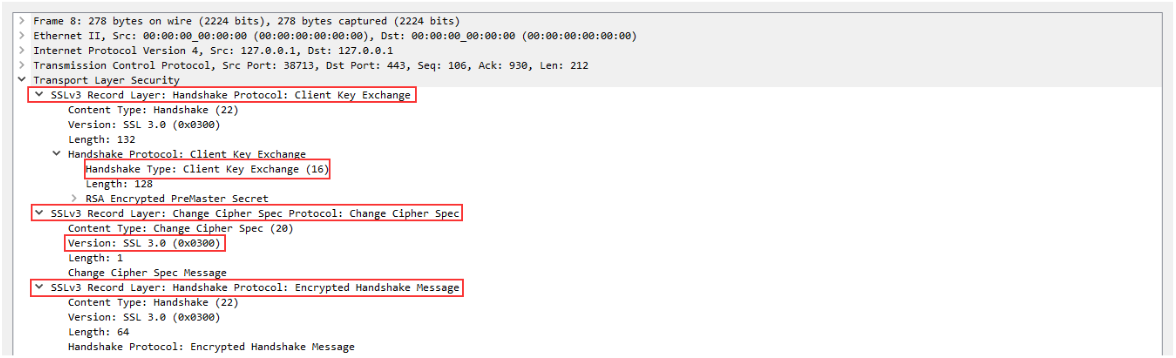 Frame 8: 278 bytes on wire (2224 bits), 278 bytes captured (2224 bits)
Ethernet II, Src: 00:00:00_00:00:00 (00:00:00:00:00:00), Dst: 00:00:00_00:00:00 (00:00:00:00:00:00)
Internet Protocol Version 4, Src: 127.0.0.1, Dst: 127.0.0.1
Transmission Control Protocol, Src Port: 38713, Dst Port: 443, Seq: 106, Ack: 930, Len: 212
Transport Layer Security
SSLv3 Record Layer: Handshake Protocol: Client Key Exchange
Content Type: Handshake (22)
Version: SSL 3.0 (0x0300)
Length: 132
Handshake Protocol: Client Key Exchange
Handshake Type: Client Key Exchange (16)
Length: 128
RSA Encrypted PreMaster Secret
SSLv3 Record Layer: Change Cipher Spec Protocol: Change Cipher Spec
Content Type: Change Cipher Spec (20)
Version: SSL 3.0 (0x0300)
Length: 1
Change Cipher Spec Message
SSLv3 Record Layer: Handshake Protocol: Encrypted Handshake Message
Content Type: Handshake (22)
Version: SSL 3.0 (0x0300)
Length: 64
Handshake Protocol: Encrypted Handshake Message